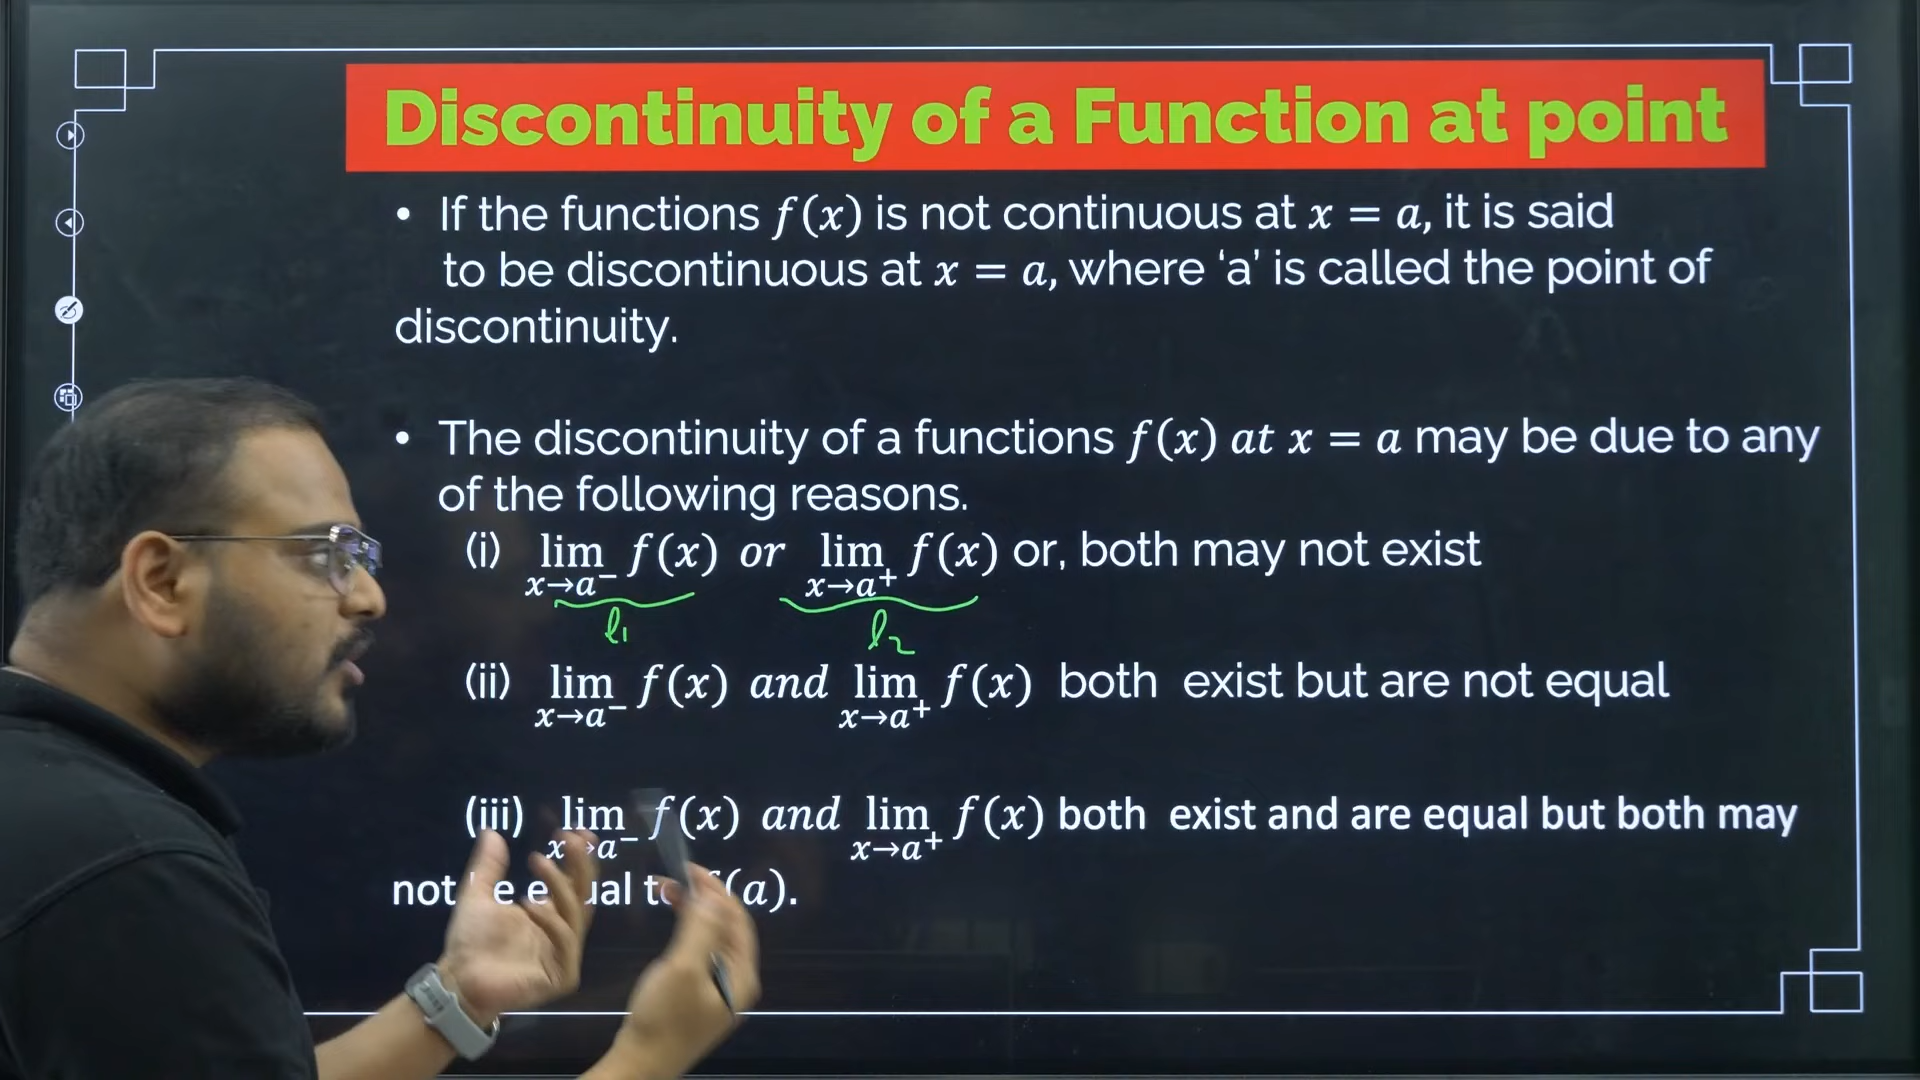 Discontinuity of a Function at point
• If the functions f(x) is not continuous at x = a, it is said
to be discontinuous at x = a, where ‘a’ is called the point of
discontinuity.
• The discontinuity of a functions f(x) at x = a may be due to any
of the following reasons.
(i) lim x→a⁻ f(x) or lim x→a⁺ f(x) or, both may not exist
l₁ l₂
(ii) lim x→a⁻ f(x) and lim x→a⁺ f(x) both exist but are not equal
(iii) lim x→a⁻ f(x) and lim x→a⁺ f(x) both exist and are equal but both may
not (a).